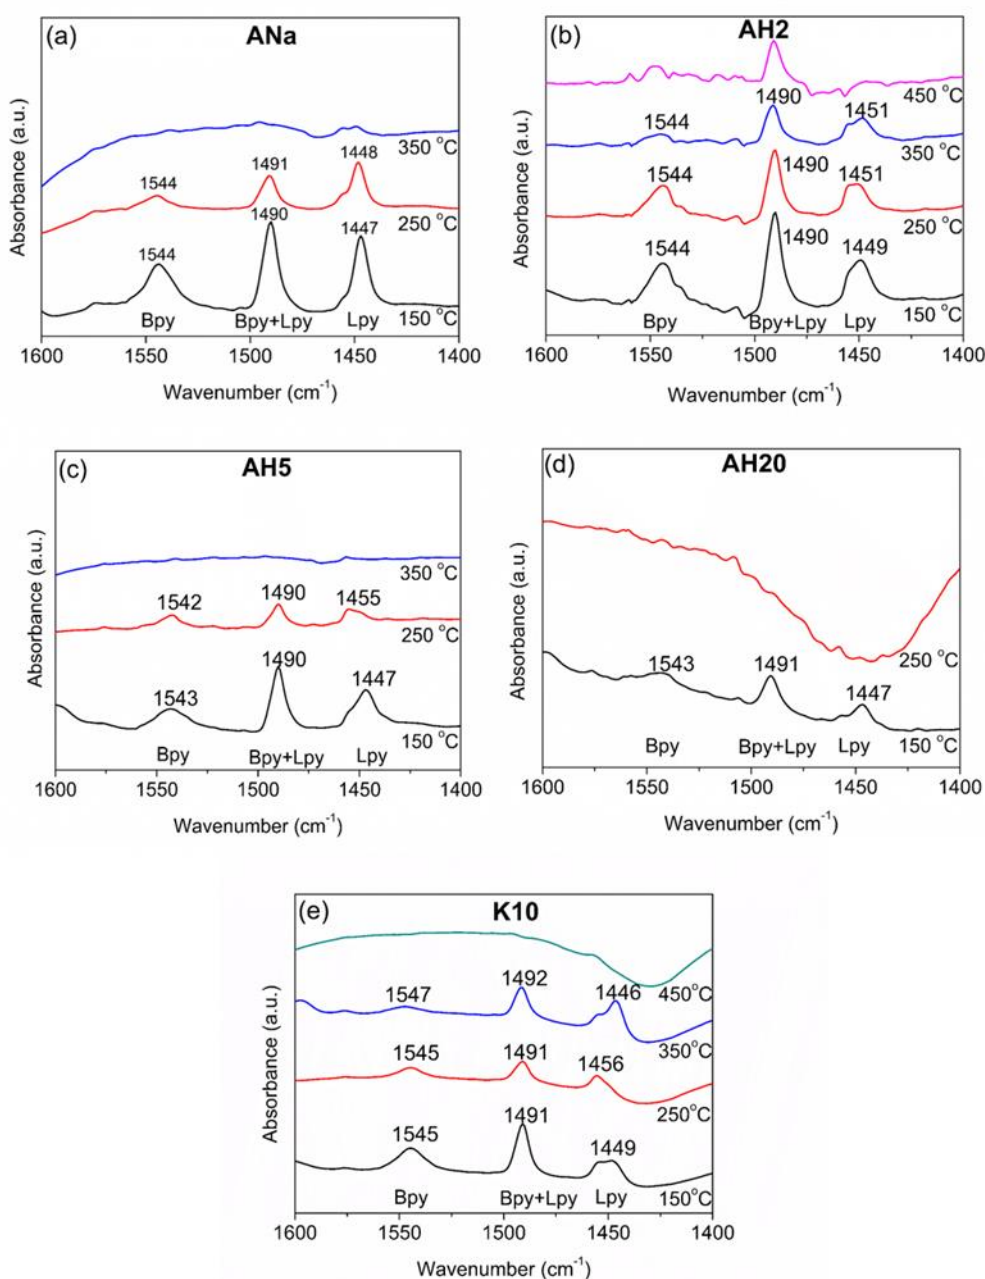 (a) ANa
Absorbance (a.u.)
350 °C
1544 1491 1448
250 °C
1544 1490 1447
150 °C
Bpy Bpy+Lpy Lpy
1600 1550 1500 1450 1400
Wavenumber (cm-1)
(b) AH2
Absorbance (a.u.)
450 °C
1544 1490 1451
350 °C
1544 1490 1451
250 °C
1544 1490 1449
150 °C
Bpy Bpy+Lpy Lpy
1600 1550 1500 1450 1400
Wavenumber (cm-1)
(c) AH5
Absorbance (a.u.)
350 °C
1542 1490 1455
250 °C
1543 1490 1447
150 °C
Bpy Bpy+Lpy Lpy
1600 1550 1500 1450 1400
Wavenumber (cm-1)
(d) AH20
Absorbance (a.u.)
250 °C
1543 1491 1447
150 °C
Bpy Bpy+Lpy Lpy
1600 1550 1500 1450 1400
Wavenumber (cm-1)
(e) K10
Absorbance (a.u.)
450°C
1547 1492 1446
350°C
1545 1491 1456
250°C
1545 1491 1449
150°C
Bpy Bpy+Lpy Lpy
1600 1550 1500 1450 1400
Wavenumber (cm-1)